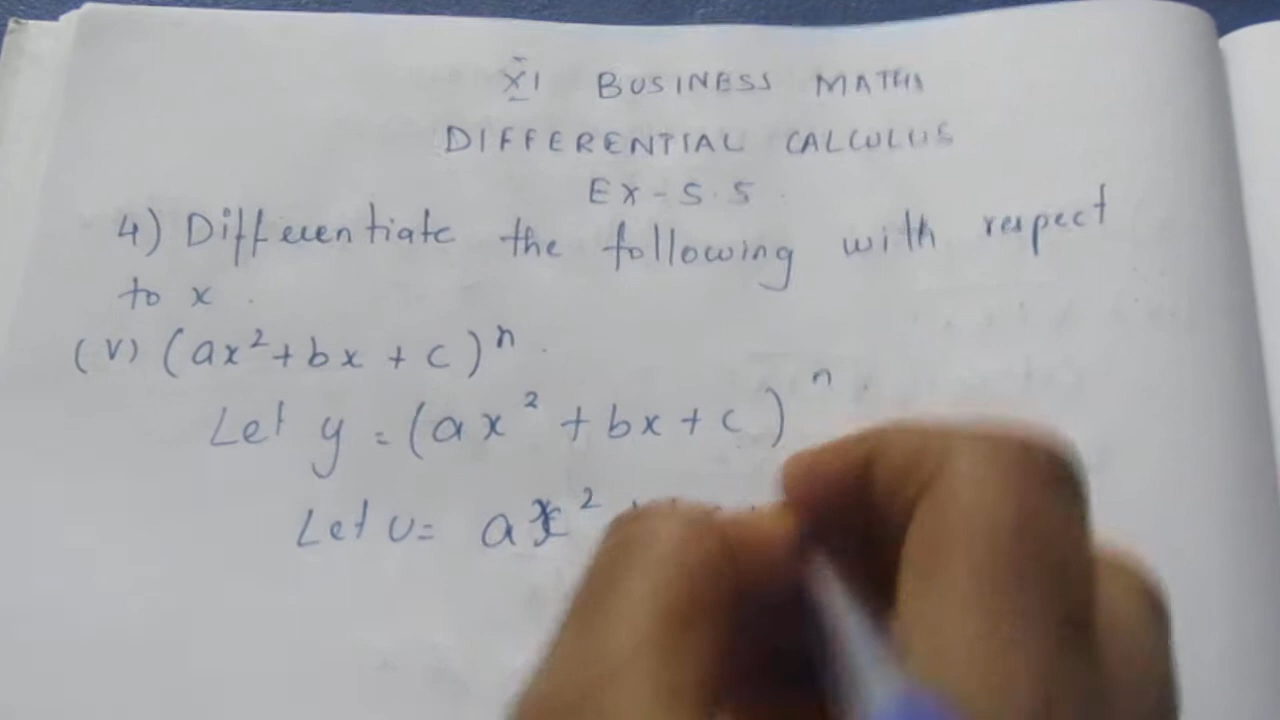 XI BUSINESS MATHS
DIFFERENTIAL CALCULUS
EX-5.5
4) Differentiate the following with respect
to x.
(V) (ax²+bx+c)ⁿ.
Let y=(ax²+bx+c)ⁿ.
Let u= ax²